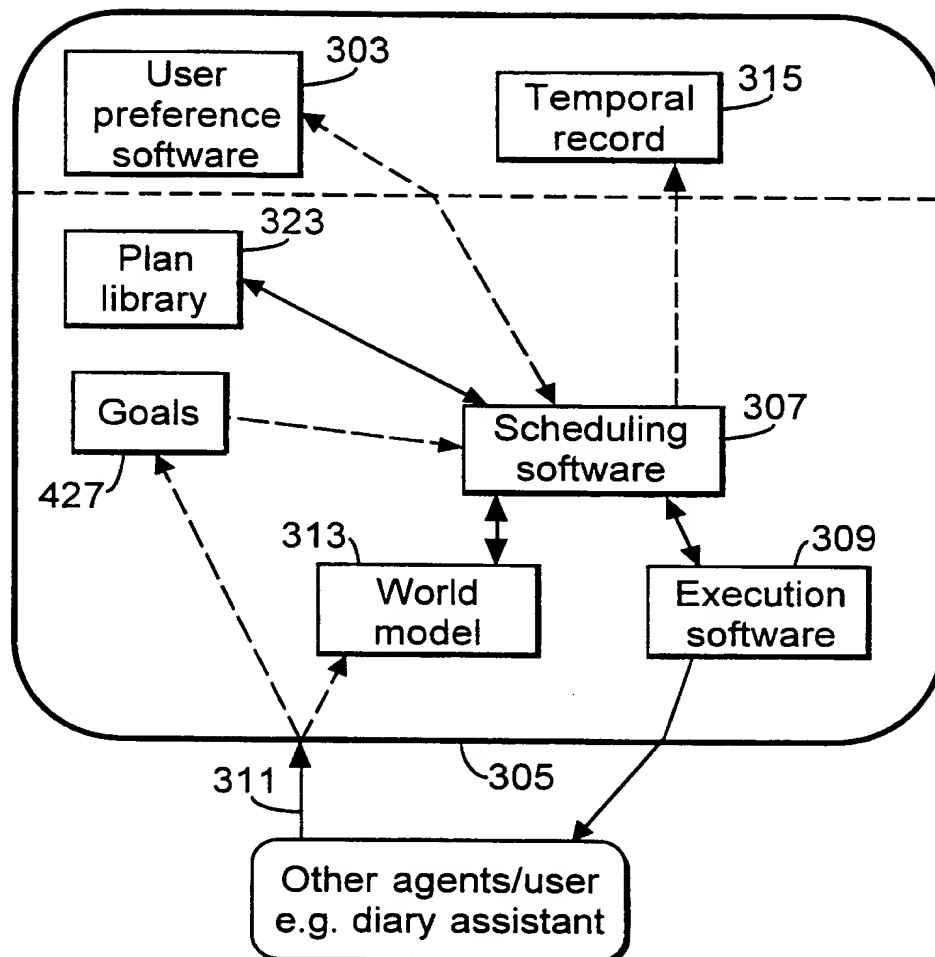 303
User
preference
software
315
Temporal
record
323
Plan
library
Goals
427
307
Scheduling
software
313
World
model
309
Execution
software
311
305
Other agents/user
e.g. diary assistant